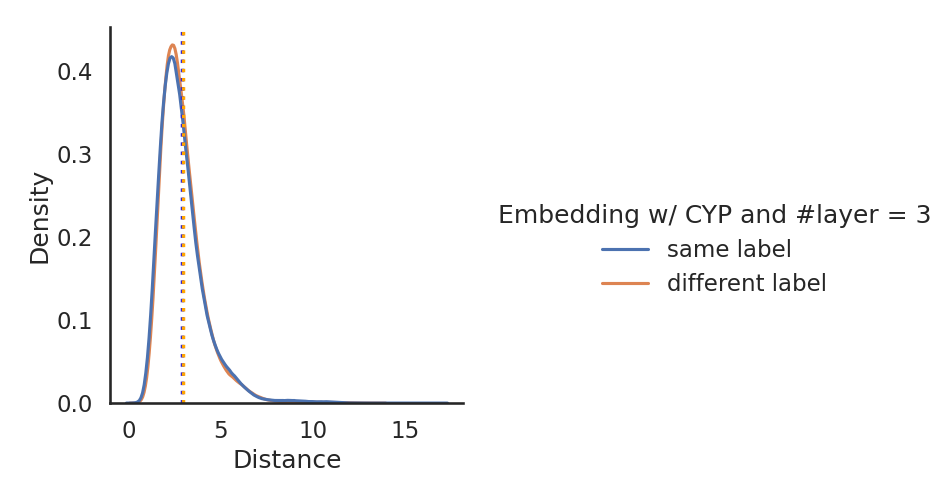 0.4
0.3
0.2
0.1
0.0
Density
0 5 10 15
Distance
Embedding w/ CYP and #layer = 3
same label
different label